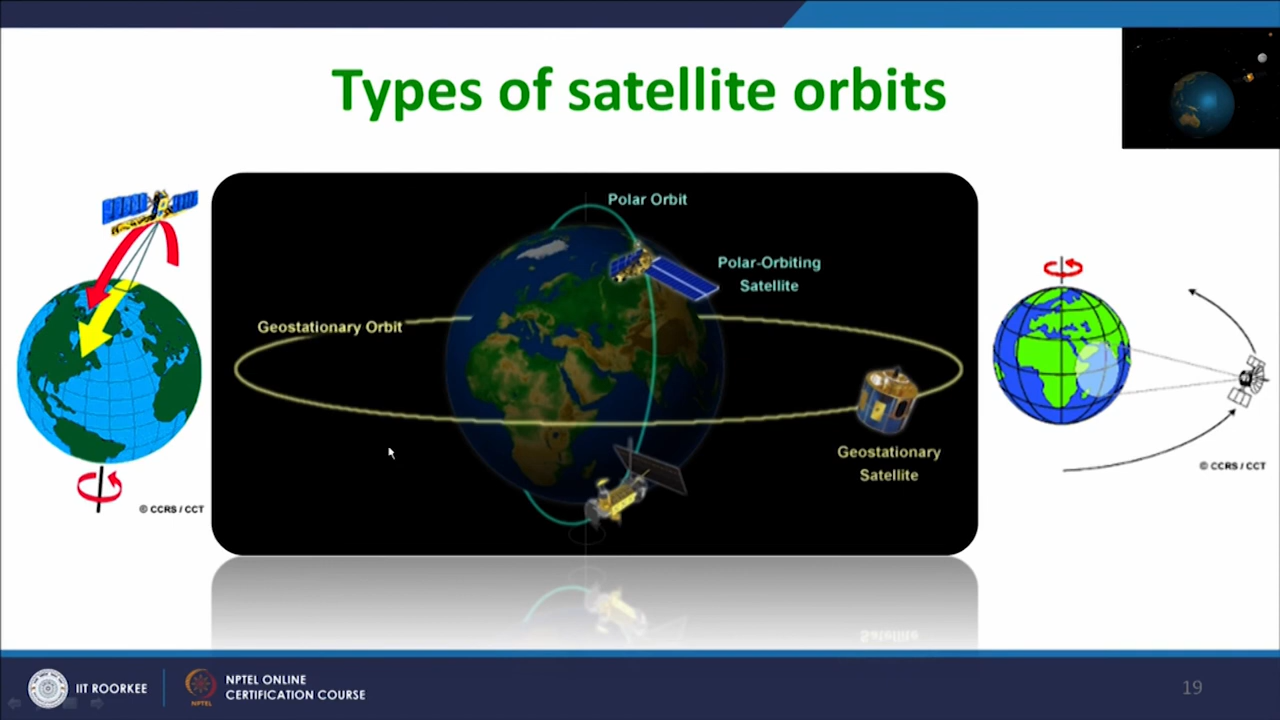 Types of satellite orbits
Polar Orbit
Polar-Orbiting
Satellite
Geostationary Orbit
Geostationary
Satellite
© CCRS / CCT
© CCRS / CCT
IIT ROORKEE
NPTEL
NPTEL ONLINE
CERTIFICATION COURSE
19